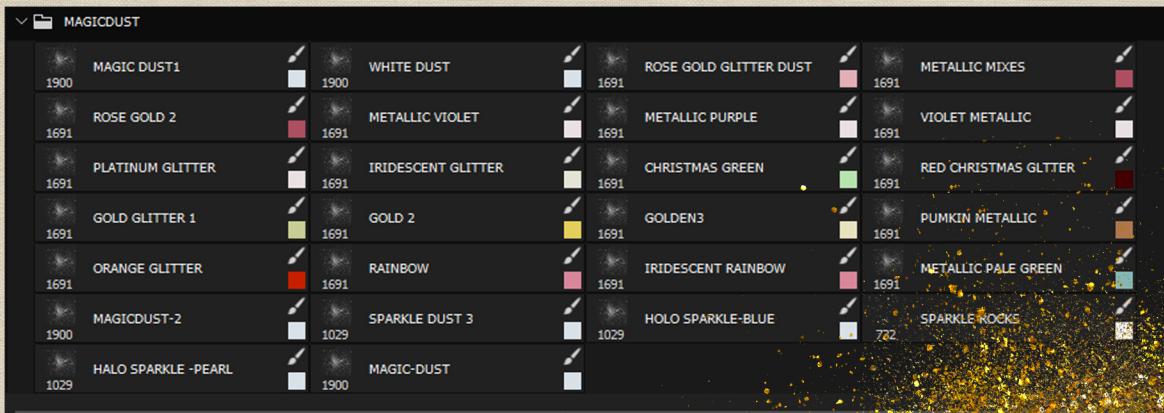 MAGICDUST
MAGIC DUST1 WHITE DUST ROSE GOLD GLITTER DUST METALLIC MIXES
1900 1900 1691 1691
ROSE GOLD 2 METALLIC VIOLET METALLIC PURPLE VIOLET METALLIC
1691 1691 1691 1691
PLATINUM GLITTER IRIDESCENT GLITTER CHRISTMAS GREEN RED CHRISTMAS GLTTER
1691 1691 1691 1691
GOLD GLITTER 1 GOLD 2 GOLDEN3 PUMKIN METALLIC
1691 1691 1691 1691
ORANGE GLITTER RAINBOW IRIDESCENT RAINBOW METALLIC PALE GREEN
1691 1691 1691 1691
MAGICDUST-2 SPARKLE DUST 3 HOLO SPARKLE-BLUE SPARKLE ROCKS
1900 1029 1029 732
HALO SPARKLE -PEARL MAGIC-DUST
1029 1900